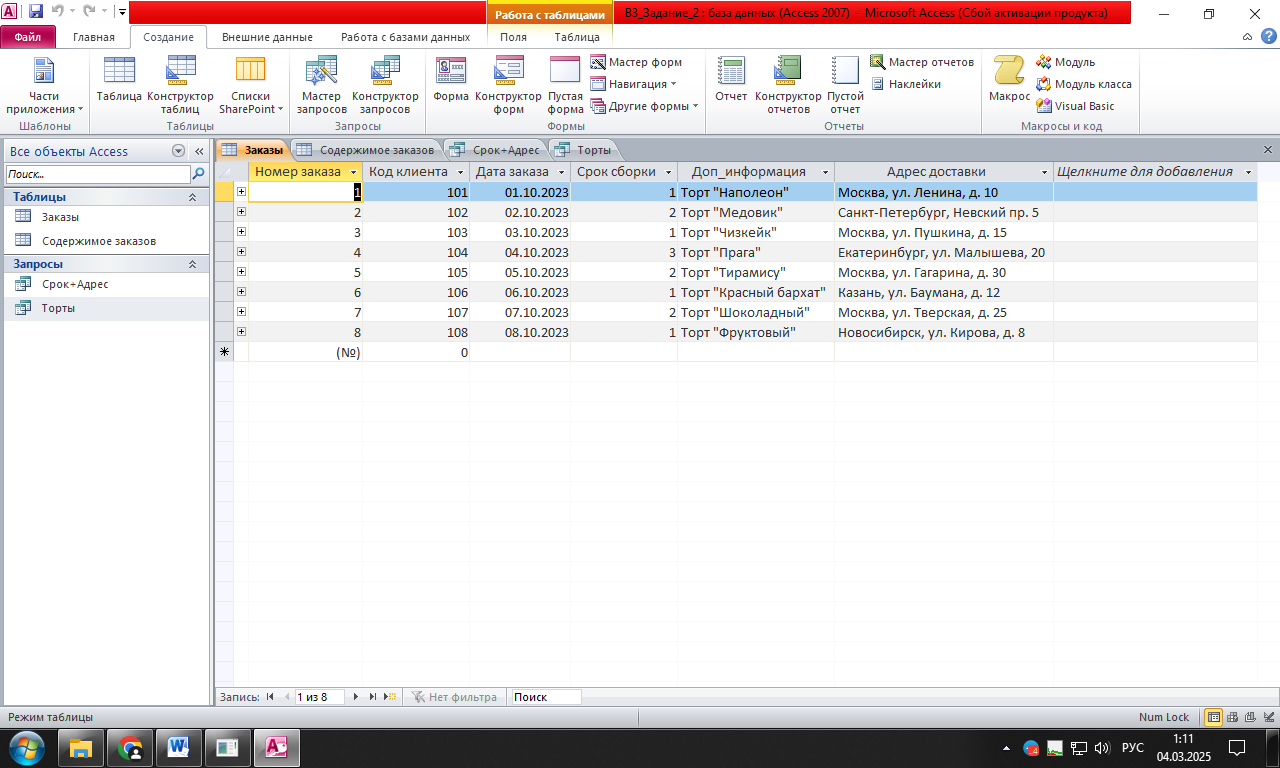 Работа с таблицами
В3_Задание_2 : база данных (Access 2007) - Microsoft Access (Сбой активации продукта)
Файл Главная Создание Внешние данные Работа с базами данных Поля Таблица
Части приложения
Шаблоны
Таблица
Конструктор таблиц
Списки SharePoint
Таблицы
Мастер запросов
Конструктор запросов
Запросы
Форма
Конструктор форм
Пустая форма
Мастер форм
Навигация
Другие формы
Формы
Отчет
Конструктор отчетов
Пустой отчет
Мастер отчетов
Наклейки
Отчеты
Макрос
Модуль
Модуль класса
Visual Basic
Макросы и код
Все объекты Access
Поиск...
Таблицы
Заказы
Содержимое заказов
Запросы
Срок+Адрес
Торты
Заказы Содержимое заказов Срок+Адрес Торты
Номер заказа Код клиента Дата заказа Срок сборки Доп_информация Адрес доставки Щелкните для добавления
1 101 01.10.2023 1 Торт "Наполеон" Москва, ул. Ленина, д. 10
2 102 02.10.2023 2 Торт "Медовик" Санкт-Петербург, Невский пр. 5
3 103 03.10.2023 1 Торт "Чизкейк" Москва, ул. Пушкина, д. 15
4 104 04.10.2023 3 Торт "Прага" Екатеринбург, ул. Малышева, 20
5 105 05.10.2023 2 Торт "Тирамису" Москва, ул. Гагарина, д. 30
6 106 06.10.2023 1 Торт "Красный бархат" Казань, ул. Баумана, д. 12
7 107 07.10.2023 2 Торт "Шоколадный" Москва, ул. Тверская, д. 25
8 108 08.10.2023 1 Торт "Фруктовый" Новосибирск, ул. Кирова, д. 8
(№) 0
Запись: 1 из 8 Нет фильтра Поиск
Режим таблицы Num Lock
РУС
1:11
04.03.2025